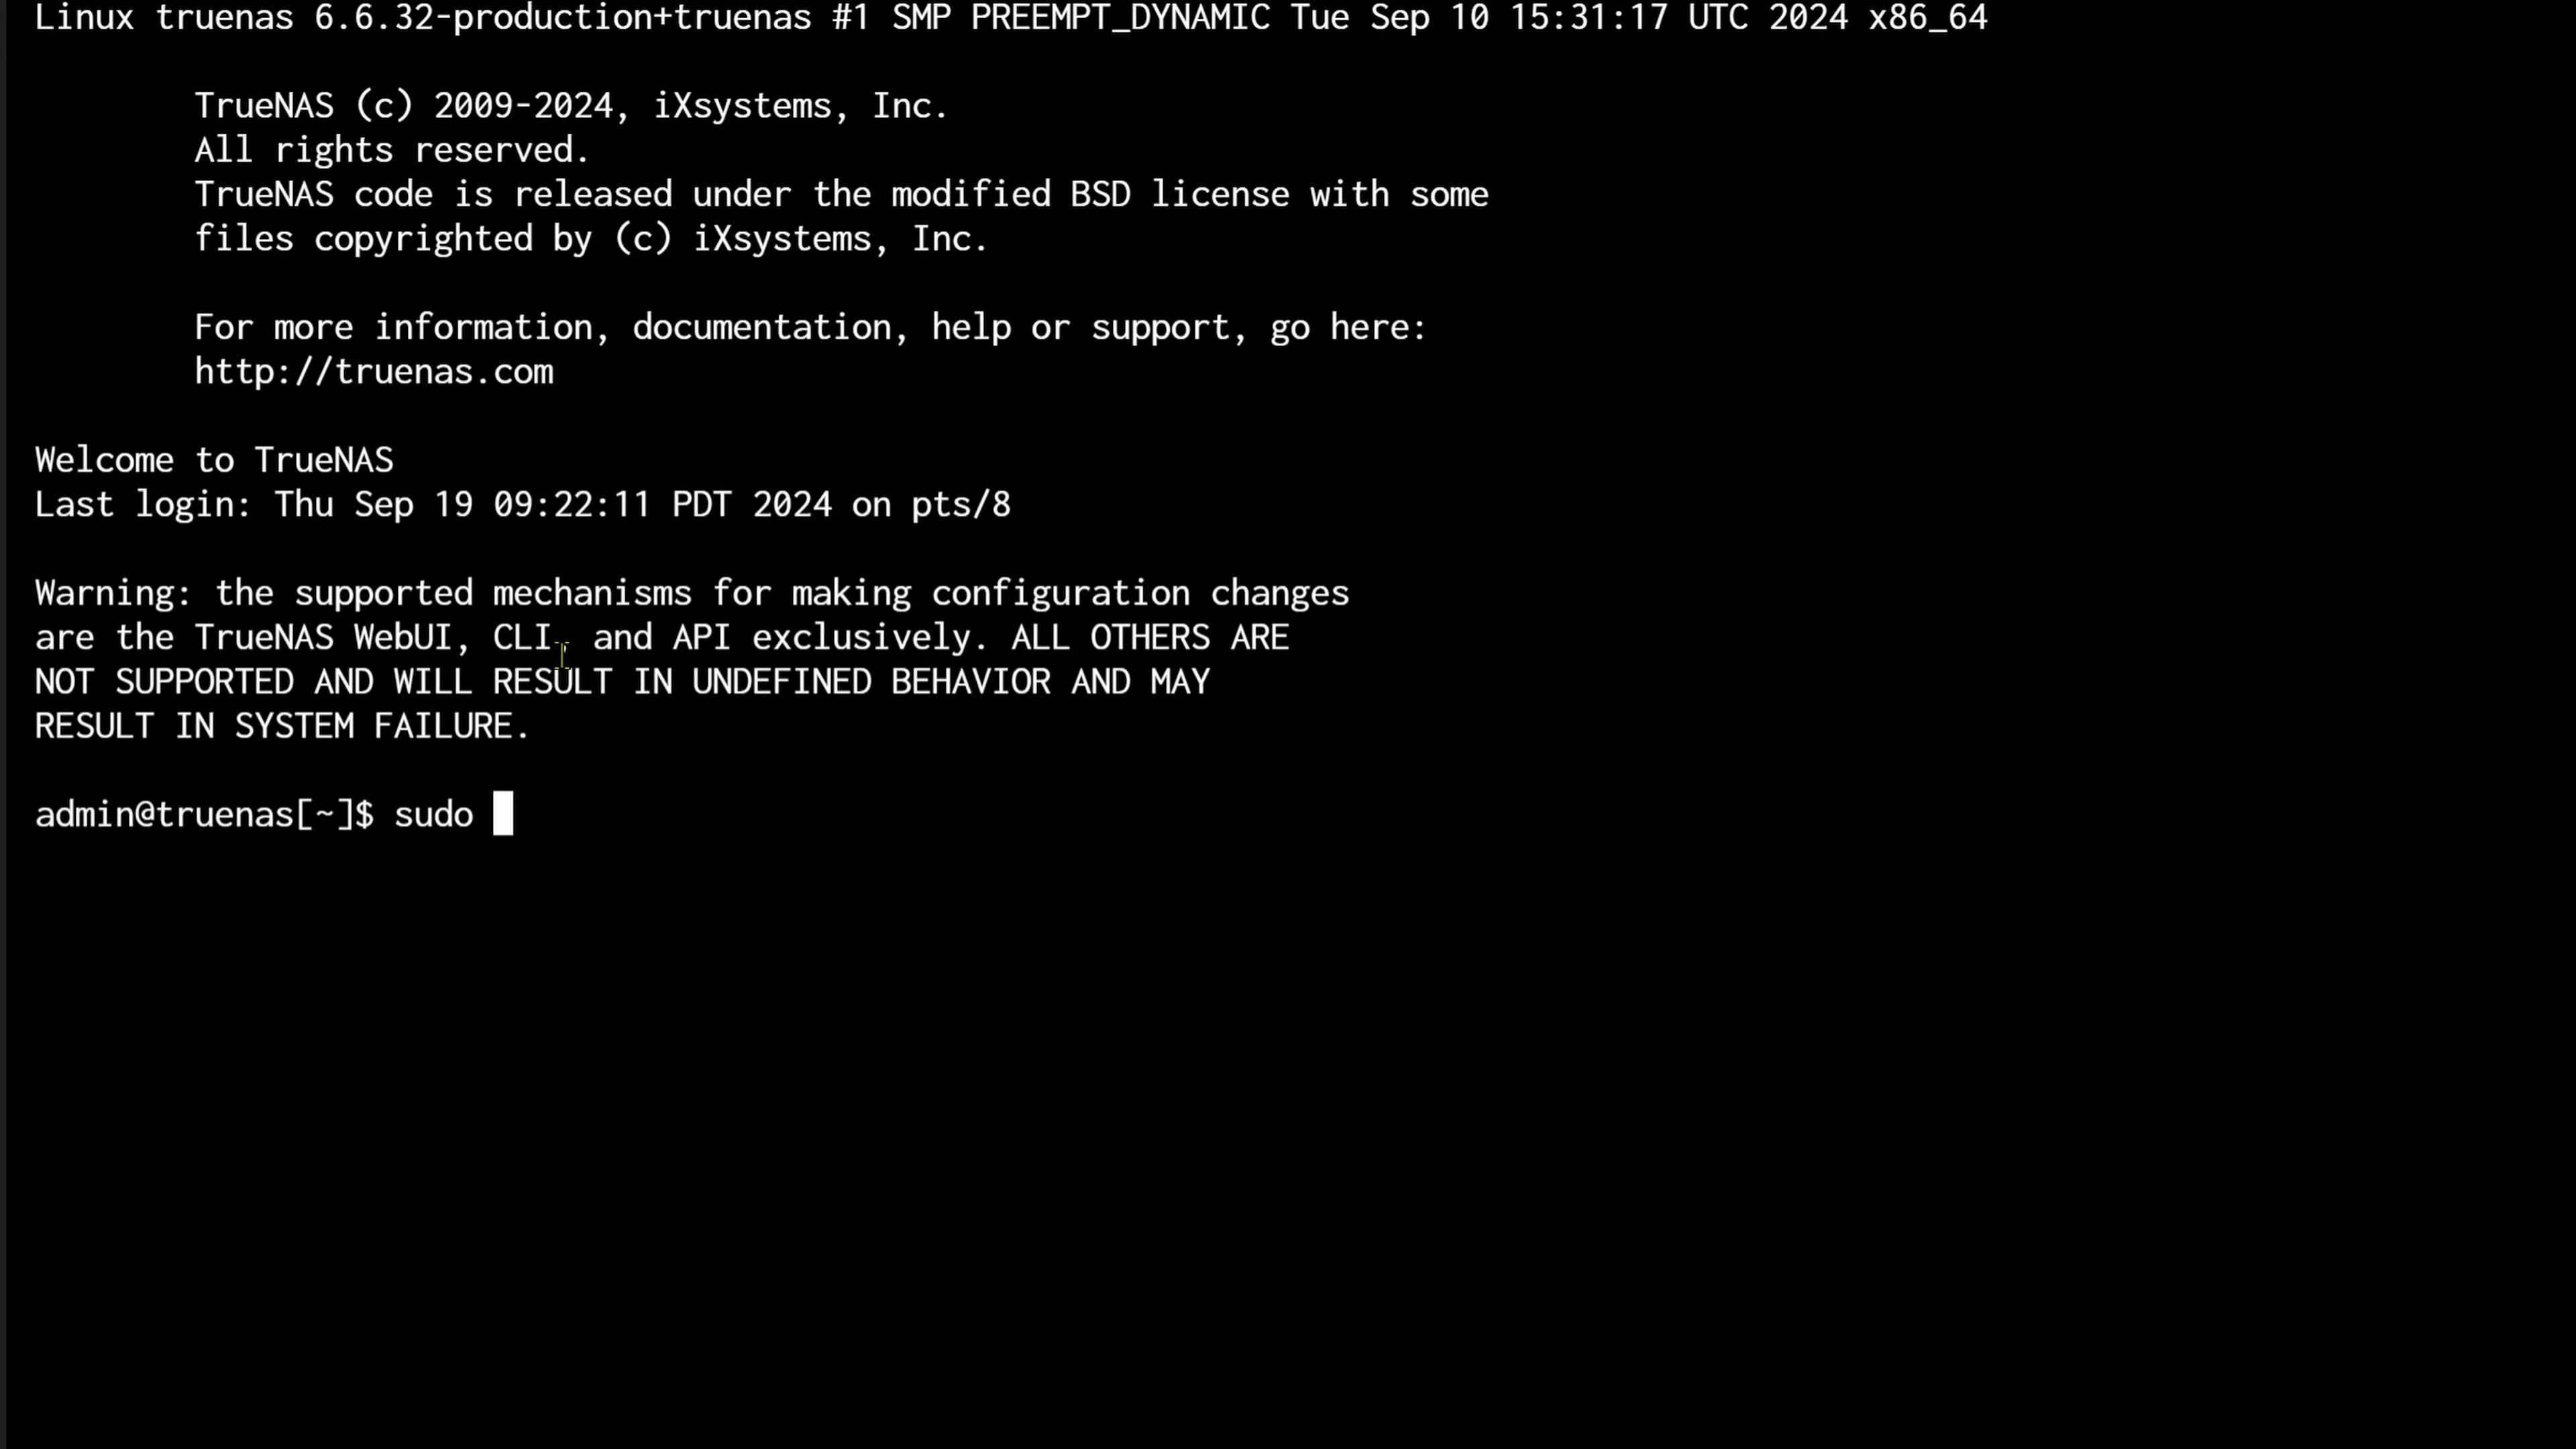 Linux truenas 6.6.32-production+truenas #1 SMP PREEMPT_DYNAMIC Tue Sep 10 15:31:17 UTC 2024 x86_64
TrueNAS (c) 2009-2024, iXsystems, Inc.
All rights reserved.
TrueNAS code is released under the modified BSD license with some
files copyrighted by (c) iXsystems, Inc.
For more information, documentation, help or support, go here:
http://truenas.com
Welcome to TrueNAS
Last login: Thu Sep 19 09:22:11 PDT 2024 on pts/8
Warning: the supported mechanisms for making configuration changes
are the TrueNAS WebUI, CLI, and API exclusively. ALL OTHERS ARE
NOT SUPPORTED AND WILL RESULT IN UNDEFINED BEHAVIOR AND MAY
RESULT IN SYSTEM FAILURE.
admin@truenas[~]$ sudo